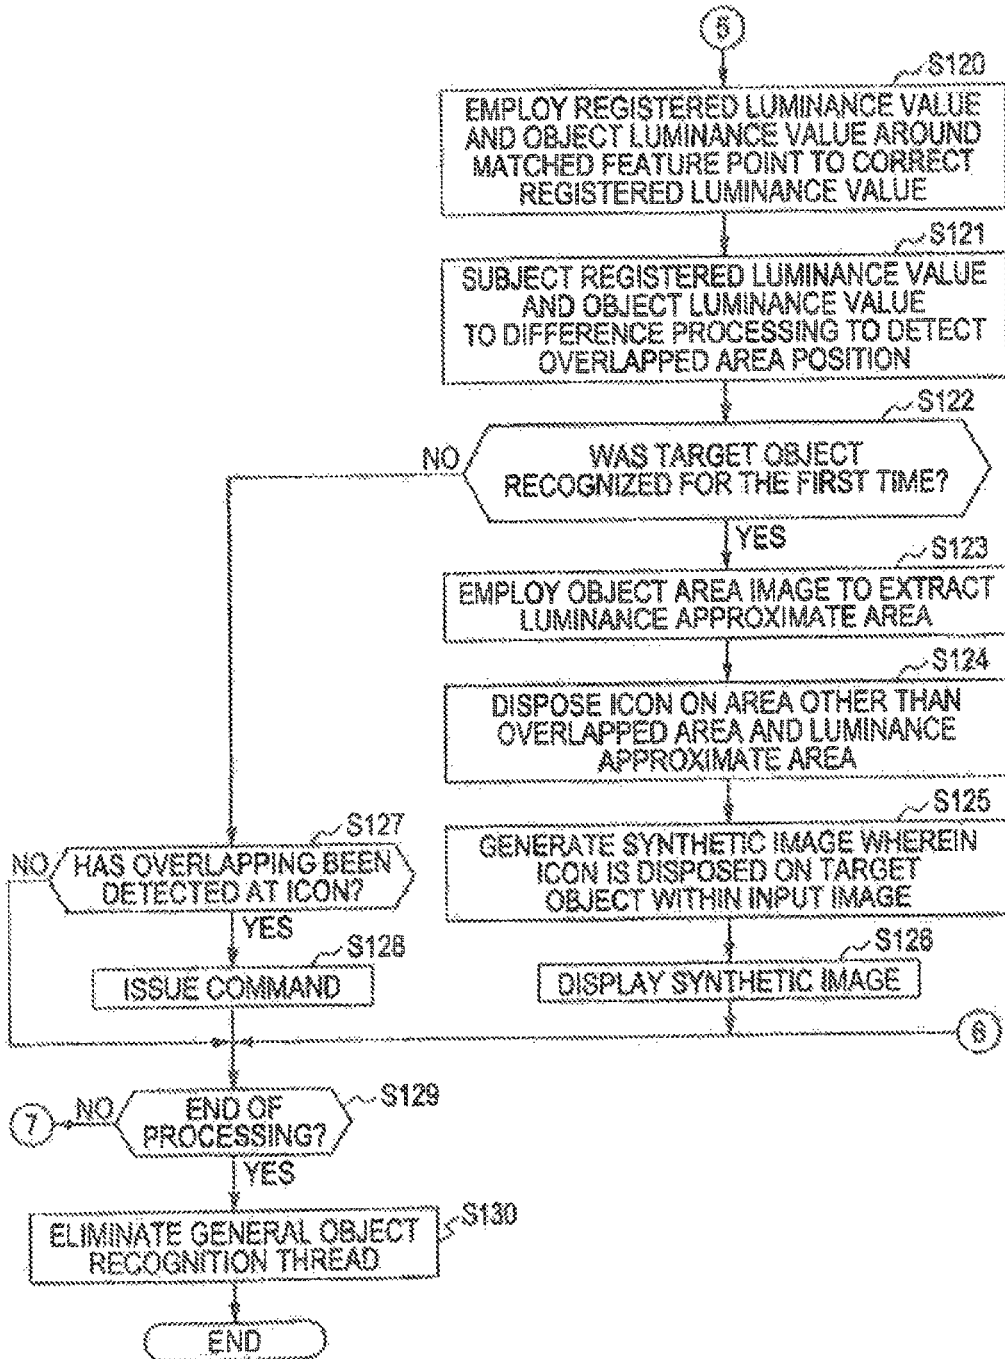 5
S120
EMPLOY REGISTERED LUMINANCE VALUE
AND OBJECT LUMINANCE VALUE AROUND
MATCHED FEATURE POINT TO CORRECT
REGISTERED LUMINANCE VALUE
S121
SUBJECT REGISTERED LUMINANCE VALUE
AND OBJECT LUMINANCE VALUE
TO DIFFERENCE PROCESSING TO DETECT
OVERLAPPED AREA POSITION
S122
WAS TARGET OBJECT
RECOGNIZED FOR THE FIRST TIME?
NO
YES
S123
EMPLOY OBJECT AREA IMAGE TO EXTRACT
LUMINANCE APPROXIMATE AREA
S124
DISPOSE ICON ON AREA OTHER THAN
OVERLAPPED AREA AND LUMINANCE
APPROXIMATE AREA
S125
GENERATE SYNTHETIC IMAGE WHEREIN
ICON IS DISPOSED ON TARGET
OBJECT WITHIN INPUT IMAGE
S126
DISPLAY SYNTHETIC IMAGE
6
S127
HAS OVERLAPPING BEEN
DETECTED AT ICON?
NO
YES
S128
ISSUE COMMAND
S129
END OF
PROCESSING?
NO
7
YES
S130
ELIMINATE GENERAL OBJECT
RECOGNITION THREAD
END